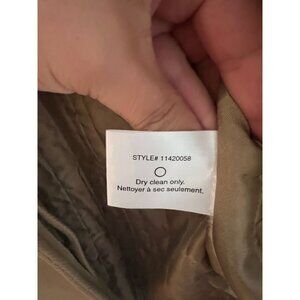 STYLE# 11420058
Dry clean only.
Nettoyer à sec seulement.